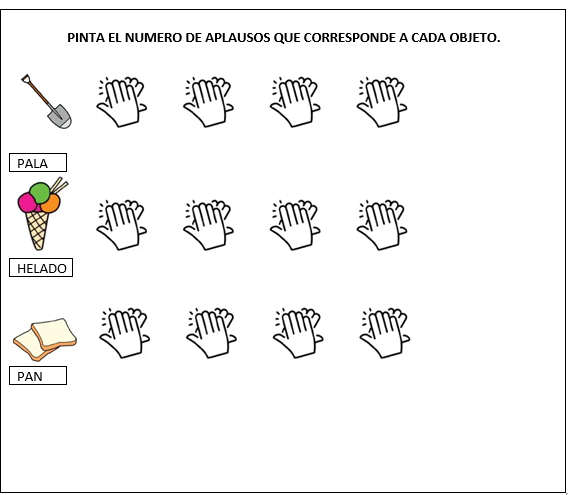 PINTA EL NUMERO DE APLAUSOS QUE CORRESPONDE A CADA OBJETO.
PALA
HELADO
PAN